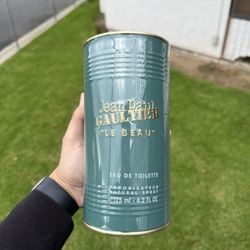 Jean Paul
GAULTIER
"LE BEAU"
EAU DE TOILETTE
VAPORISATEUR
NATURAL SPRAY
125 ml - 4.2 FL.OZ